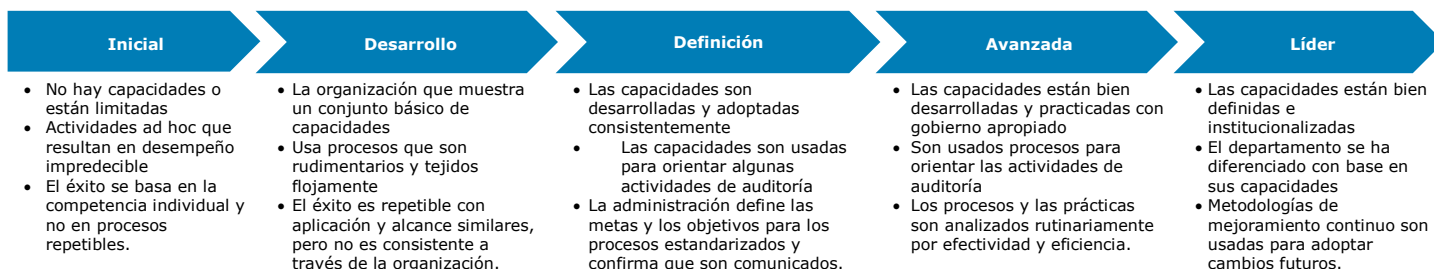 Inicial
No hay capacidades o
están limitadas
Actividades ad hoc que
resultan en desempeño
impredecible
El éxito se basa en la
competencia individual y
no en procesos
repetibles.
Desarrollo
La organización que muestra
un conjunto básico de
capacidades
Usa procesos que son
rudimentarios y tejidos
flojamente
El éxito es repetible con
aplicación y alcance similares,
pero no es consistente a
través de la organización.
Definición
Las capacidades son
desarrolladas y adoptadas
consistentemente
Las capacidades son usadas
para orientar algunas
actividades de auditoría
La administración define las
metas y los objetivos para los
procesos estandarizados y
confirma que son comunicados.
Avanzada
Las capacidades están bien
desarrolladas y practicadas con
gobierno apropiado
Son usados procesos para
orientar las actividades de
auditoría
Los procesos y las prácticas
son analizados rutinariamente
por efectividad y eficiencia.
Líder
Las capacidades están bien
definidas e
institucionalizadas
El departamento se ha
diferenciado con base en
sus capacidades
Metodologías de
mejoramiento continuo son
usadas para adoptar
cambios futuros.